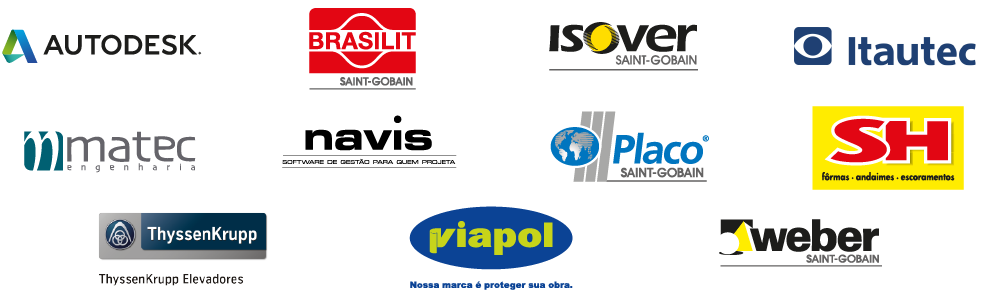 AUTODESK.
BRASILIT
SAINT-GOBAIN
ISOVER
SAINT-GOBAIN
Itautec
matec
engenharia
navis
SOFTWARE DE GESTÃO PARA QUEM PROJETA
Placo®
SAINT-GOBAIN
SH
fôrmas · andaimes · escoramentos
ThyssenKrupp
ThyssenKrupp Elevadores
viapol
Nossa marca é proteger sua obra.
weber
SAINT-GOBAIN